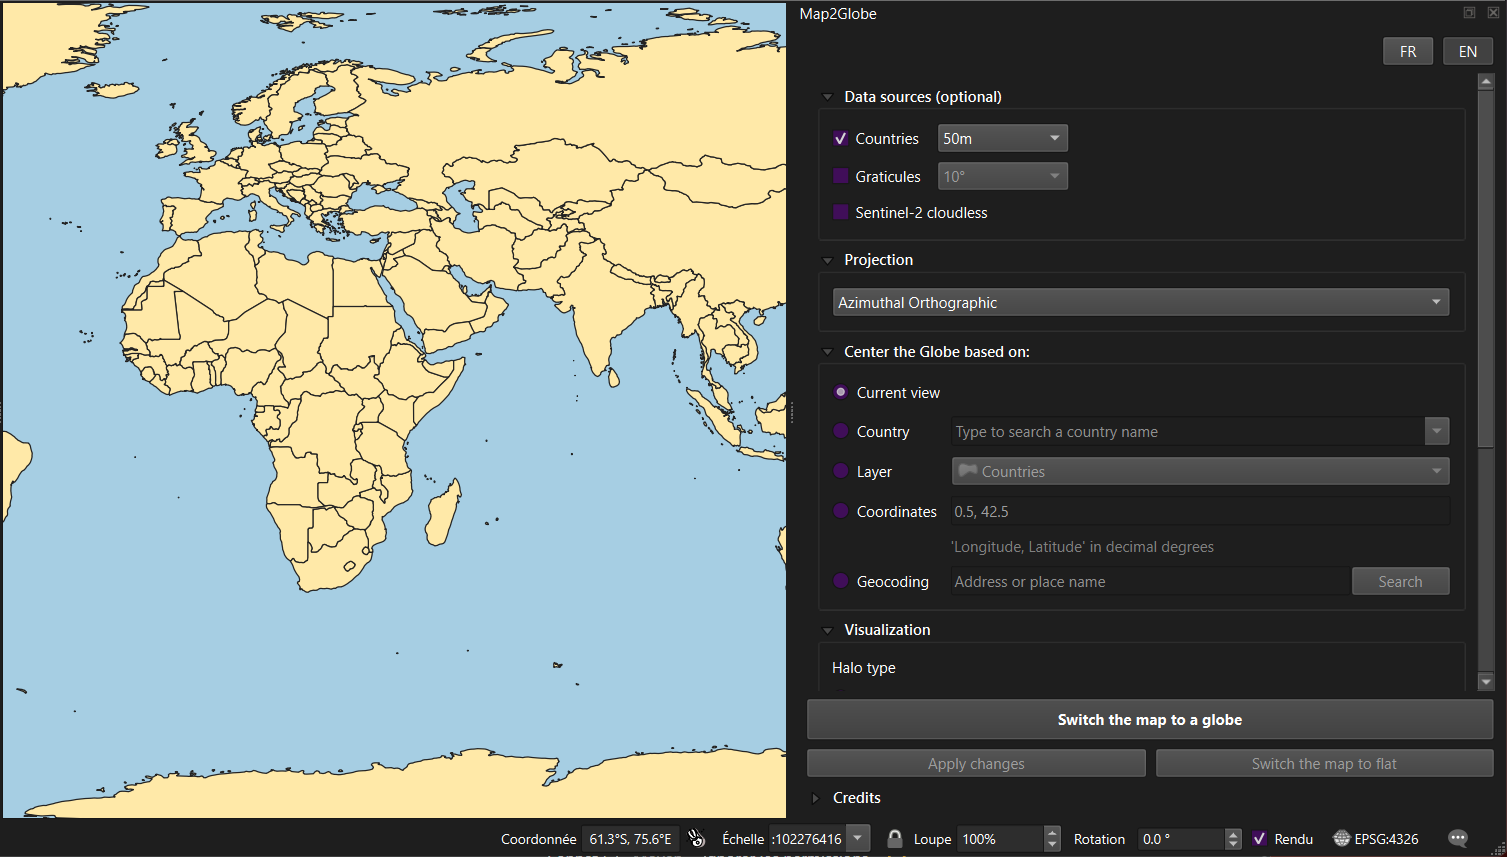 Map2Globe
FR
EN
Data sources (optional)
Countries
50m
Graticules
10°
Sentinel-2 cloudless
Projection
Azimuthal Orthographic
Center the Globe based on:
Current view
Country
Type to search a country name
Layer
Countries
Coordinates
0.5, 42.5
'Longitude, Latitude' in decimal degrees
Geocoding
Address or place name
Search
Visualization
Halo type
Switch the map to a globe
Apply changes
Switch the map to flat
Credits
Coordonnée
61.3°S, 75.6°E
Échelle
:102276416
Loupe
100%
Rotation
0.0 °
Rendu
EPSG:4326